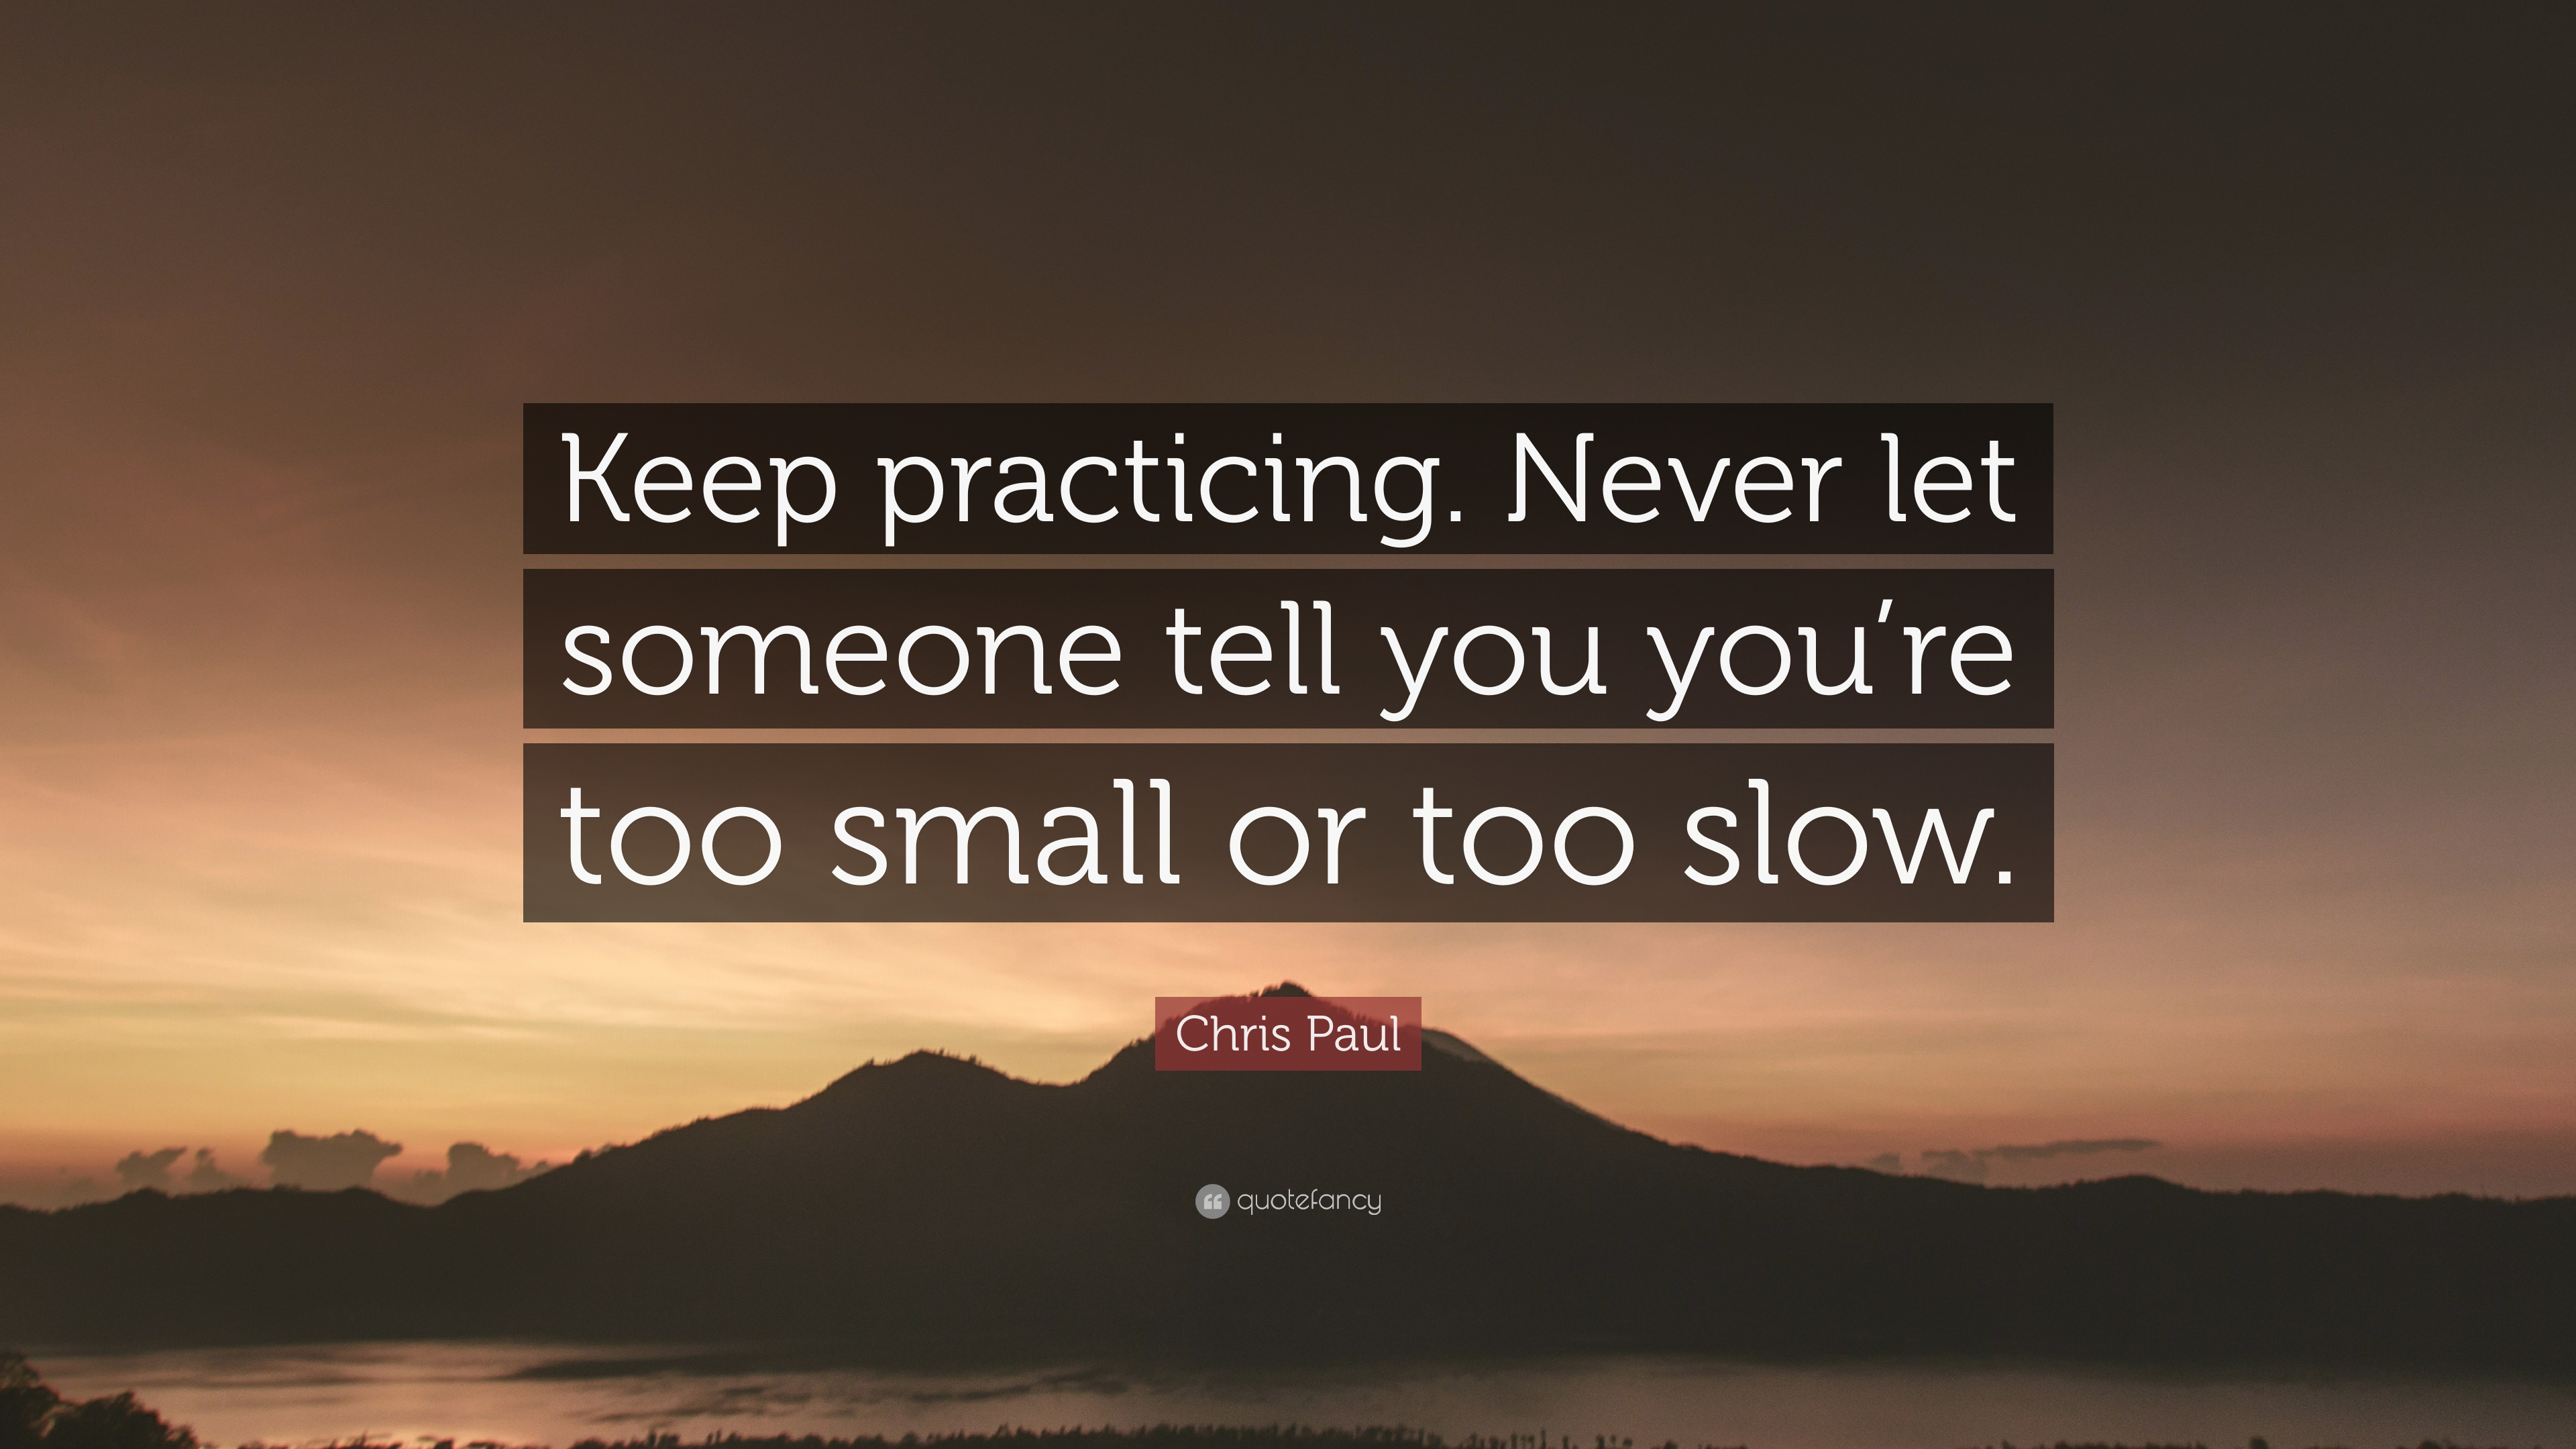 Keep practicing. Never let
someone tell you you’re
too small or too slow.
Chris Paul
quotefancy